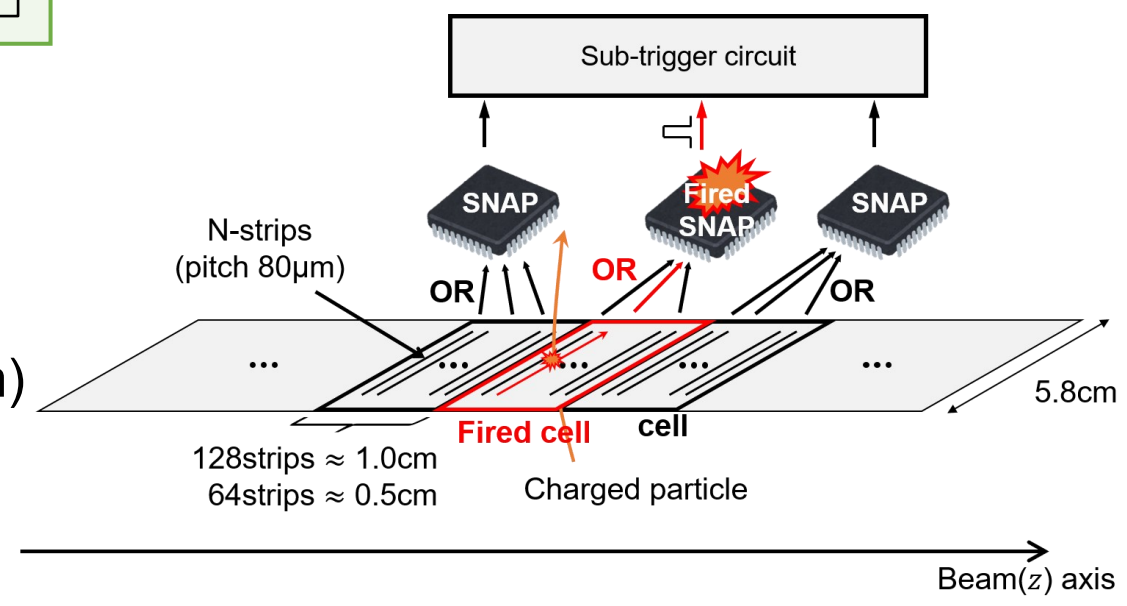 Sub-trigger circuit
SNAP
Fired
SNAP
SNAP
N-strips
(pitch 80μm)
OR
OR
OR
...
...
...
...
...
)
5.8cm
Fired cell
cell
128strips ≈ 1.0cm
64strips ≈ 0.5cm
Charged particle
Beam(z) axis